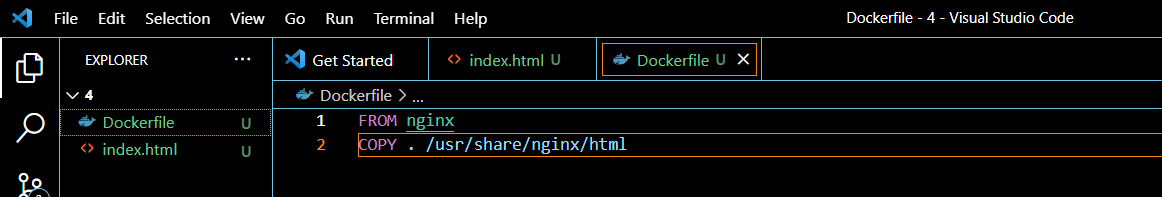 File Edit Selection View Go Run Terminal Help Dockerfile - 4 - Visual Studio Code
EXPLORER ... Get Started index.html U Dockerfile U
4
Dockerfile > ...
Dockerfile U
index.html U
1 FROM nginx
2 COPY . /usr/share/nginx/html